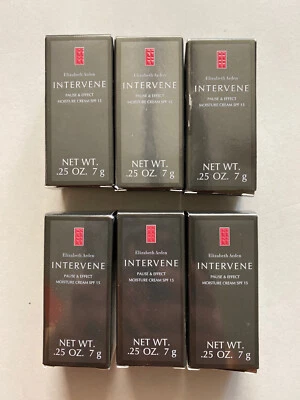 Elizabeth Arden
INTERVENE
PAUSE & EFFECT
MOISTURE CREAM SPF 15
NET WT.
.25 OZ. 7 g
Elizabeth Arden
INTERVENE
PAUSE & EFFECT
MOISTURE CREAM SPF 15
NET WT.
.25 OZ. 7 g
Elizabeth Arden
INTERVENE
PAUSE & EFFECT
MOISTURE CREAM SPF 15
NET WT.
.25 OZ. 7 g
Elizabeth Arden
INTERVENE
PAUSE & EFFECT
MOISTURE CREAM SPF 15
NET WT.
.25 OZ. 7 g
Elizabeth Arden
INTERVENE
PAUSE & EFFECT
MOISTURE CREAM SPF 15
NET WT.
.25 OZ. 7 g
Elizabeth Arden
INTERVENE
PAUSE & EFFECT
MOISTURE CREAM SPF 15
NET WT.
.25 OZ. 7 g